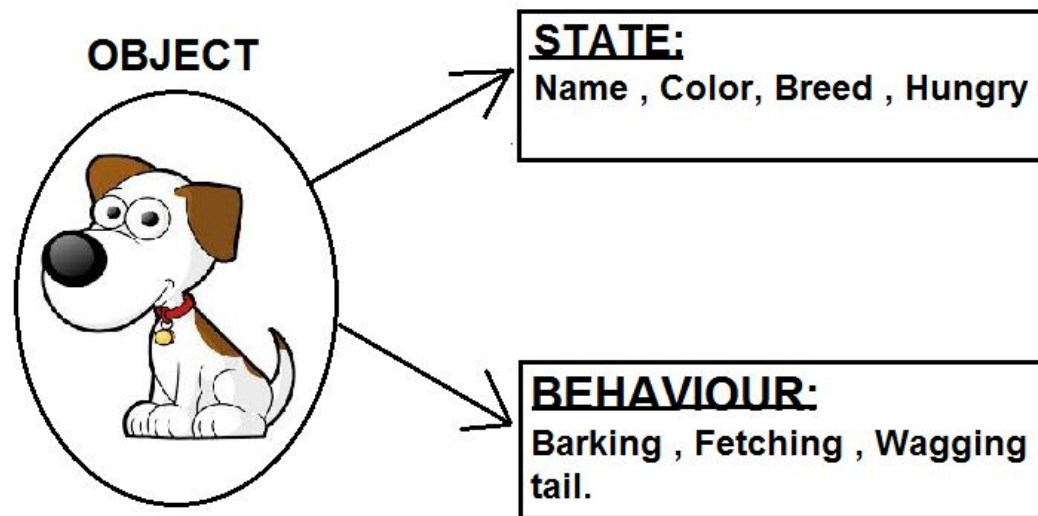 OBJECT
STATE:
Name , Color, Breed , Hungry
BEHAVIOUR:
Barking , Fetching , Wagging
tail.